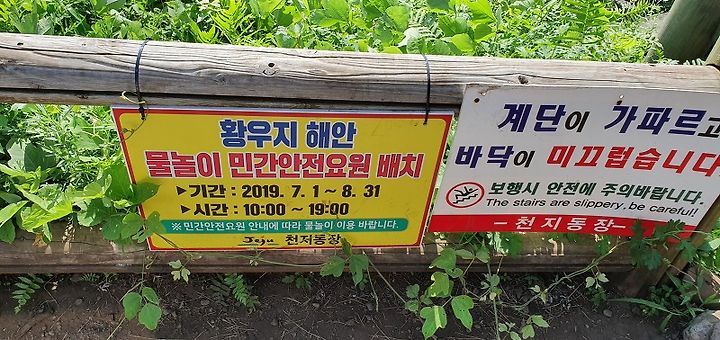 황우지 해안
물놀이 민간안전요원 배치
▶기간 : 2019. 7. 1 ~ 8. 31
▶시간 : 10:00 ~ 19:00
※ 민간안전요원 안내에 따라 물놀이 이용 바랍니다.
Jeju 천지동장
계단이 가파르고
바닥이 미끄럽습니다
보행시 안전에 주의바랍니다.
The stairs are slippery, be careful!
- 천지동장 -